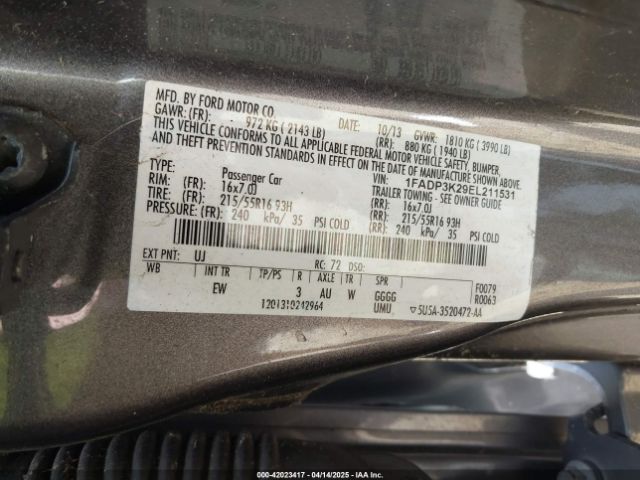 MFD. BY FORD MOTOR CO.
DATE: 10/13 GVWR: 1810 KG ( 3990 LB)
GAWR: (FR): 972 KG ( 2143 LB) (RR): 880 KG ( 1940 LB)
THIS VEHICLE CONFORMS TO ALL APPLICABLE FEDERAL MOTOR VEHICLE SAFETY, BUMPER,
AND THEFT PREVENTION STANDARDS IN EFFECT ON THE DATE OF MANUFACTURE SHOWN ABOVE.
VIN: 1FADP3K29EL211531
TYPE: Passenger Car TRAILER TOWING - SEE OWNER GUIDE
RIM: 16x7.0J (RR): 16x7.0J
TIRE: 215/55R16 93H (RR): 215/55R16 93H
PRESSURE: (FR) 240 kPa/ 35 PSI COLD (RR): 240 kPa/ 35 PSI COLD
EXT PNT: UJ RC: 72 DSO:
WB INT TR TP/PS R AXLE TR SPR F0079
EW 3 AU W GGGG R0063
1201310242964 UMU 5U5A-3520472-AA
000-42023417 - 04/14/2025 - IAAI.COM